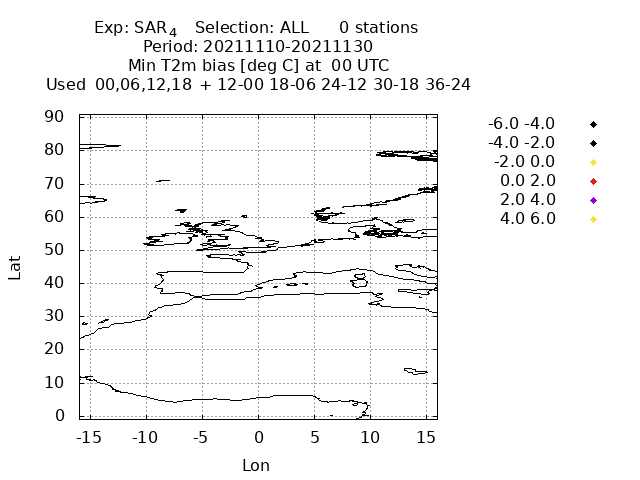 Exp: SAR₄   Selection: ALL      0 stations
Period: 20211110-20211130
Min T2m bias [deg C] at  00 UTC
Used  00,06,12,18  + 12-00 18-06 24-12 30-18 36-24
-6.0 -4.0
-4.0 -2.0
-2.0 0.0
0.0 2.0
2.0 4.0
4.0 6.0
90
80
70
60
50
40
30
20
10
0
Lat
-15 -10 -5 0 5 10 15
Lon